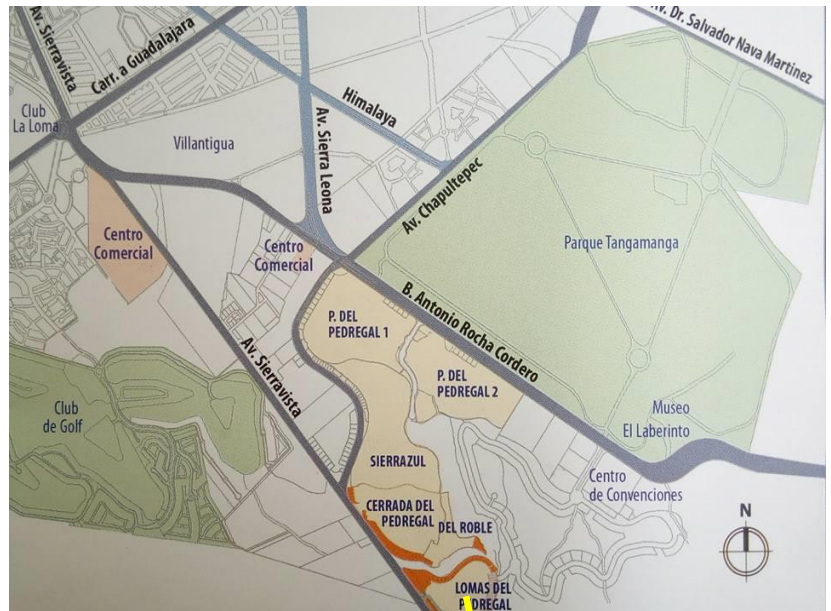 Av. Sierravista
Carr. a Guadalajara
Av. Dr. Salvador Nava Martinez
Club
La Loma
Villantigua
Himalaya
Av. Sierra Leona
Av. Chapultepec
Centro
Comercial
Centro
Comercial
Parque Tangamanga
B. Antonio Rocha Cordero
P. DEL
PEDREGAL 1
P. DEL
PEDREGAL 2
Av. Sierravista
Club
de Golf
Museo
El Laberinto
SIERRAZUL
Centro
de Convenciones
CERRADA DEL
PEDREGAL
DEL ROBLE
N
LOMAS DEL
PEDREGAL